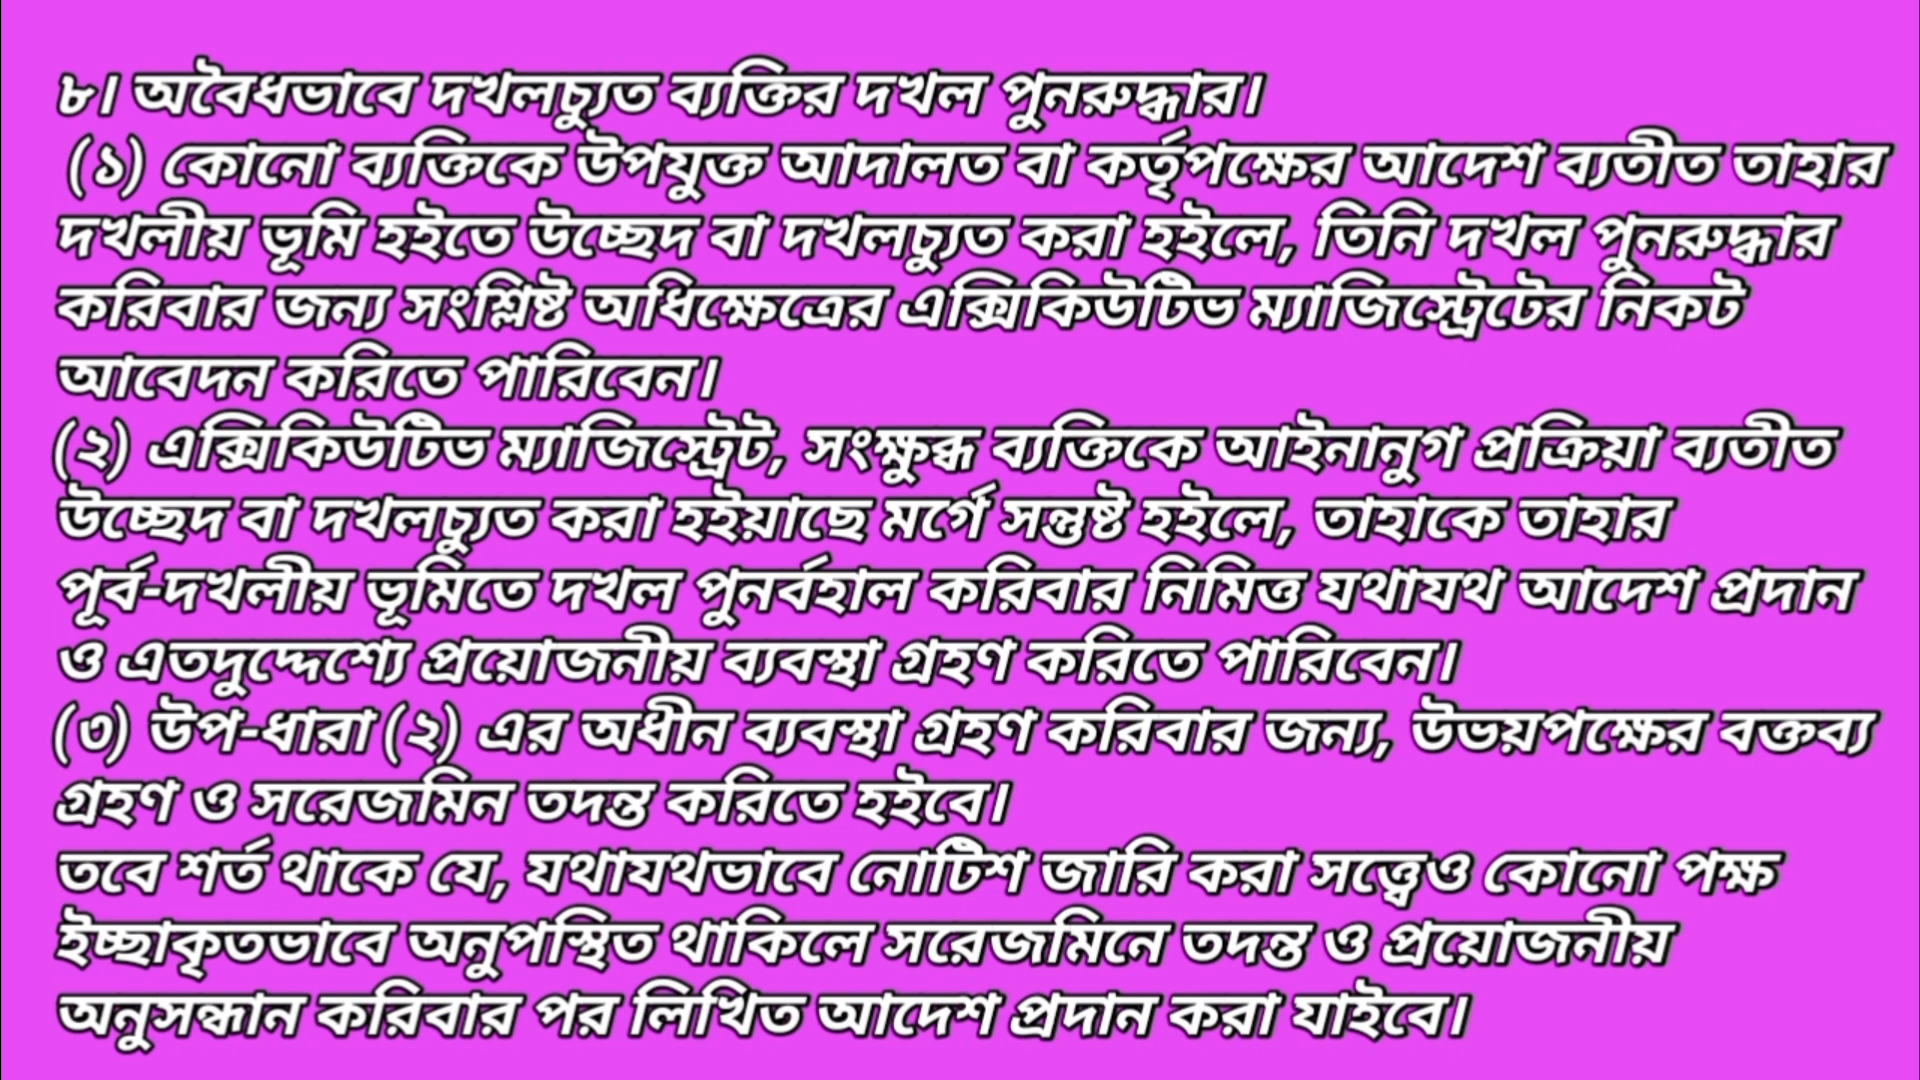 ৮। অবৈধভাবে দখলচ্যুত ব্যক্তির দখল পুনরুদ্ধার।
(১) কোনো ব্যক্তিকে উপযুক্ত আদালত বা কর্তৃপক্ষের আদেশ ব্যতীত তাহার
দখলীয় ভূমি হইতে উচ্ছেদ বা দখলচ্যুত করা হইলে, তিনি দখল পুনরুদ্ধার
করিবার জন্য সংশ্লিষ্ট অধিক্ষেত্রের এক্সিকিউটিভ ম্যাজিস্ট্রেটের নিকট
আবেদন করিতে পারিবেন।
(২) এক্সিকিউটিভ ম্যাজিস্ট্রেট, সংক্ষুব্ধ ব্যক্তিকে আইনানুগ প্রক্রিয়া ব্যতীত
উচ্ছেদ বা দখলচ্যুত করা হইয়াছে মর্গে সন্তুষ্ট হইলে, তাহাকে তাহার
পূর্ব-দখলীয় ভূমিতে দখল পুনর্বহাল করিবার নিমিত্ত যথাযথ আদেশ প্রদান
ও এতদুদ্দেশ্যে প্রয়োজনীয় ব্যবস্থা গ্রহণ করিতে পারিবেন।
(৩) উপ-ধারা (২) এর অধীন ব্যবস্থা গ্রহণ করিবার জন্য, উভয়পক্ষের বক্তব্য
গ্রহণ ও সরেজমিন তদন্ত করিতে হইবে।
তবে শর্ত থাকে যে, যথাযথভাবে নোটিশ জারি করা সত্ত্বেও কোনো পক্ষ
ইচ্ছাকৃতভাবে অনুপস্থিত থাকিলে সরেজমিনে তদন্ত ও প্রয়োজনীয়
অনুসন্ধান করিবার পর লিখিত আদেশ প্রদান করা যাইবে।